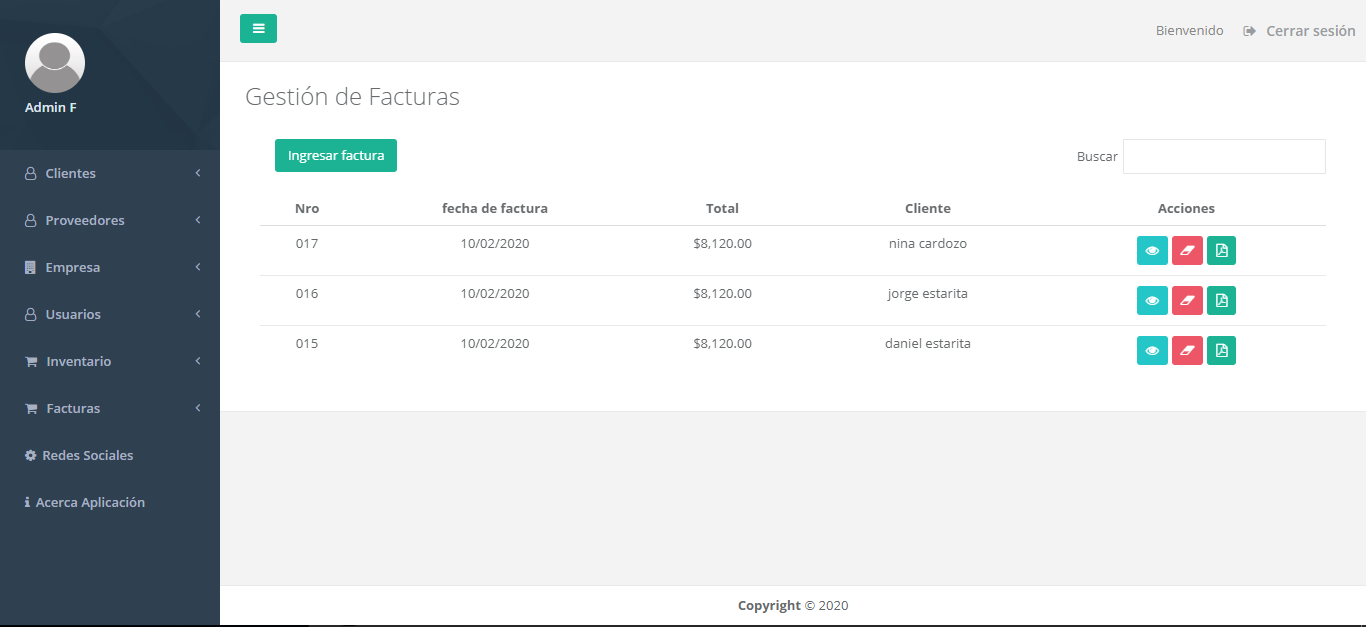 Admin F
Clientes
Proveedores
Empresa
Usuarios
Inventario
Facturas
Redes Sociales
Acerca Aplicación
Bienvenido Cerrar sesión
Gestión de Facturas
Ingresar factura Buscar
Nro fecha de factura Total Cliente Acciones
017 10/02/2020 $8,120.00 nina cardozo
016 10/02/2020 $8,120.00 jorge estarita
015 10/02/2020 $8,120.00 daniel estarita
Copyright © 2020